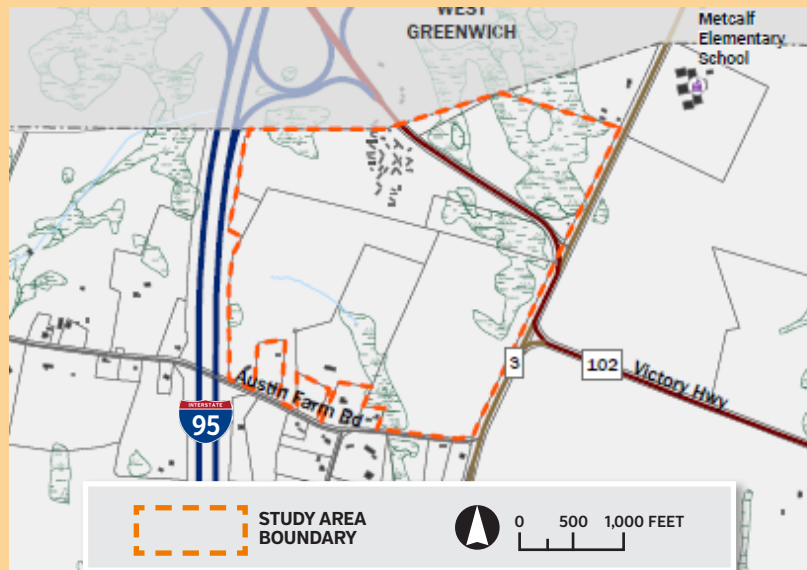 WEST
GREENWICH
Metcalf
Elementary
School
3
102
Victory Hwy
Austin Farm Rd
INTERSTATE
95
STUDY AREA
BOUNDARY
0 500 1,000 FEET